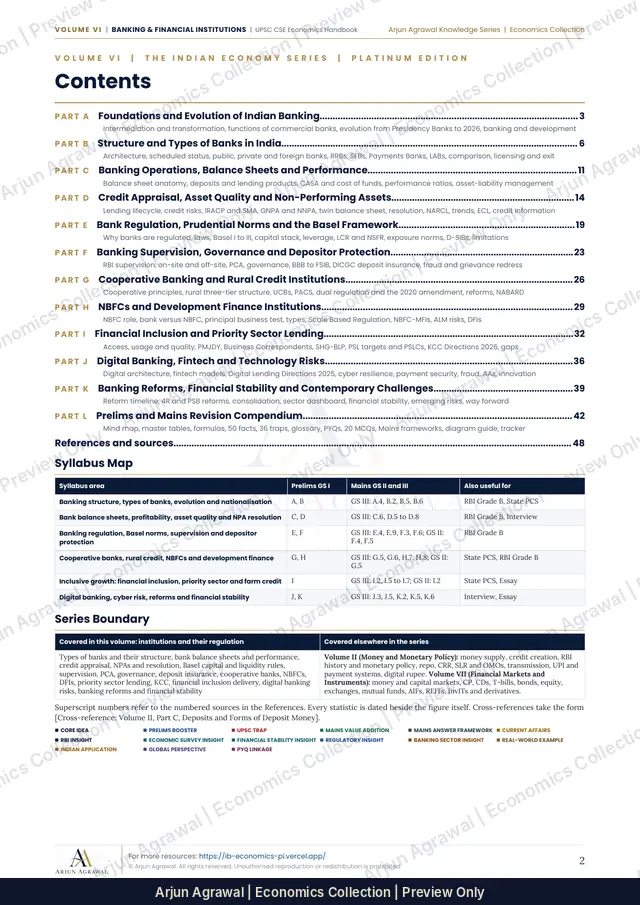 VOLUME VI | BANKING & FINANCIAL INSTITUTIONS | UPSC CSE Economics Handbook
Arjun Agrawal Knowledge Series | Economics Collection
VOLUME VI | THE INDIAN ECONOMY SERIES | PLATINUM EDITION
Contents
PART A Foundations and Evolution of Indian Banking 3
Intermediation and transformation, functions of commercial banks, evolution from Presidency Banks to 2026, banking and development
PART B Structure and Types of Banks in India 6
Architecture, scheduled status, public, private and foreign banks, RRBs, SFBs, Payments Banks, LABs, comparison, licensing and exit
PART C Banking Operations, Balance Sheets and Performance 11
Balance sheet anatomy, deposits and lending products, CASA and cost of funds, performance ratios, asset-liability management
PART D Credit Appraisal, Asset Quality and Non-Performing Assets 14
Lending lifecycle, credit risks, IRACP and SMA, GNPA and NNPA, twin balance sheet, resolution, NARCL, trends, ECL, credit information
PART E Bank Regulation, Prudential Norms and the Basel Framework 19
Why banks are regulated, laws, Basel I to III, capital stack, leverage, LCR and NSFR, exposure norms, D-SIBs, limitations
PART F Banking Supervision, Governance and Depositor Protection 23
RBI supervision, on-site and off-site, PCA, governance, BBB to FSIB, DICGC deposit insurance, fraud and grievance redress
PART G Cooperative Banking and Rural Credit Institutions 26
Cooperative principles, rural three-tier structure, UCBs, PACS, dual regulation and the 2020 amendment, reforms, NABARD
PART H NBFCs and Development Finance Institutions 29
NBFC role, bank versus NBFC, principal business test, types, Scale Based Regulation, NBFC-MFIs, ALM risks, DFIs
PART I Financial Inclusion and Priority Sector Lending 32
Access, usage and quality, PMJDY, Business Correspondents, SHG-BLP, PSL targets and PSLCs, KCC Directions 2026, gaps
PART J Digital Banking, Fintech and Technology Risks 36
Digital architecture, fintech models, Digital Lending Directions 2025, cyber resilience, payment security, fraud, AAs, innovation
PART K Banking Reforms, Financial Stability and Contemporary Challenges 39
Reform timeline, 4R and PSB reforms, consolidation, sector dashboard, financial stability, emerging risks, way forward
PART L Prelims and Mains Revision Compendium 42
Mind map, master tables, formulas, 50 facts, 36 traps, glossary, PYQs, 20 MCQs, Mains frameworks, diagram guide, tracker
References and sources 48
Syllabus Map
Syllabus area Prelims GS I Mains GS II and III Also useful for
Banking structure, types of banks, evolution and nationalisation A, B GS III: A.4, B.2, B.5, B.6 RBI Grade B, State PCS
Bank balance sheets, profitability, asset quality and NPA resolution C, D GS III: C.6, D.5 to D.8 RBI Grade B, Interview
Banking regulation, Basel norms, supervision and depositor protection E, F GS III: E.4, E.9, F.3, F.6; GS II: F.4, F.5 RBI Grade B
Cooperative banks, rural credit, NBFCs and development finance G, H GS III: G.5, G.6, H.7, H.8; GS II: G.5 State PCS, RBI Grade B
Inclusive growth: financial inclusion, priority sector and farm credit I GS III: I.2, I.5 to I.7; GS II: I.2 State PCS, Essay
Digital banking, cyber risk, reforms and financial stability J, K GS III: J.3, J.5, K.2, K.5, K.6 Interview, Essay
Series Boundary
Covered in this volume: institutions and their regulation Covered elsewhere in the series
Types of banks and their structure, bank balance sheets and performance, credit appraisal, NPAs and resolution, Basel capital and liquidity rules, supervision, PCA, governance, deposit insurance, cooperative banks, NBFCs, DFIs, priority sector lending, KCC, financial inclusion delivery, digital banking risks, banking reforms and financial stability
Volume II (Money and Monetary Policy): money supply, credit creation, RBI history and monetary policy, repo, CRR, SLR and OMOs, transmission, UPI and payment systems, digital rupee. Volume VII (Financial Markets and Instruments): money and capital markets, CP, CDs, T-bills, bonds, equity, exchanges, mutual funds, AIFs, REITs, InvITs and derivatives.
Superscript numbers refer to the numbered sources in the References. Every statistic is dated beside the figure itself. Cross-references take the form
[Cross-reference: Volume II, Part C, Deposits and Forms of Deposit Money].
CORE IDEA PRELIMS BOOSTER UPSC TRAP MAINS VALUE ADDITION MAINS ANSWER FRAMEWORK CURRENT AFFAIRS
RBI INSIGHT ECONOMIC SURVEY INSIGHT FINANCIAL STABILITY INSIGHT REGULATORY INSIGHT BANKING SECTOR INSIGHT REAL-WORLD EXAMPLE
INDIAN APPLICATION GLOBAL PERSPECTIVE PYQ LINKAGE
ARJUN AGRAWAL
For more resources: https://ib-economics-pi.vercel.app/
© Arjun Agrawal. All rights reserved. Unauthorised reproduction or redistribution is prohibited.
2
Arjun Agrawal | Economics Collection | Preview Only